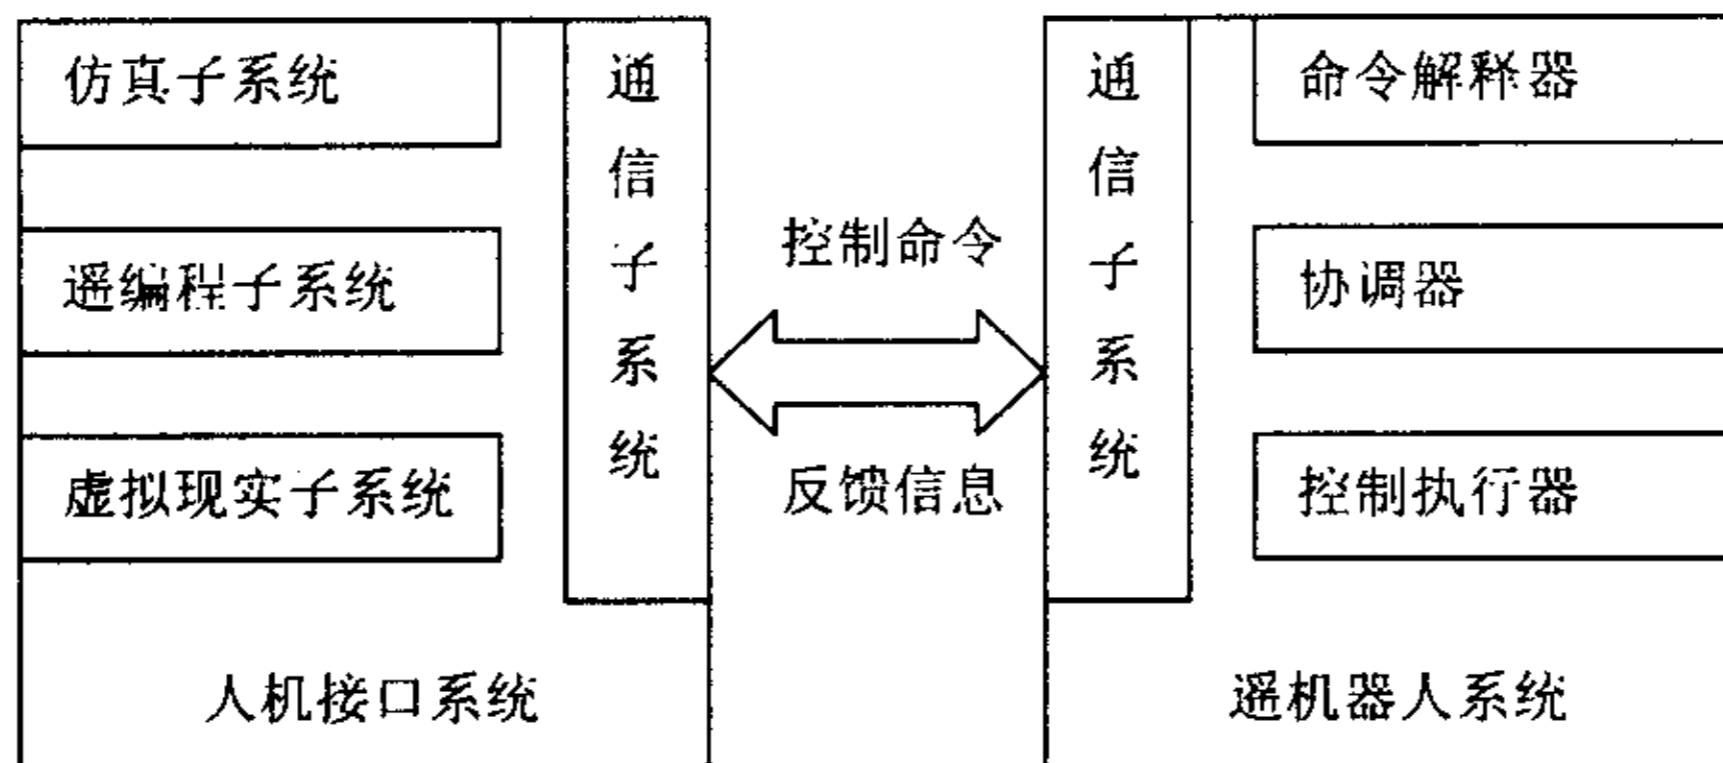 仿真子系统
遥编程子系统
虚拟现实子系统
通信子系统
人机接口系统
控制命令
反馈信息
通信子系统
命令解释器
协调器
控制执行器
遥机器人系统